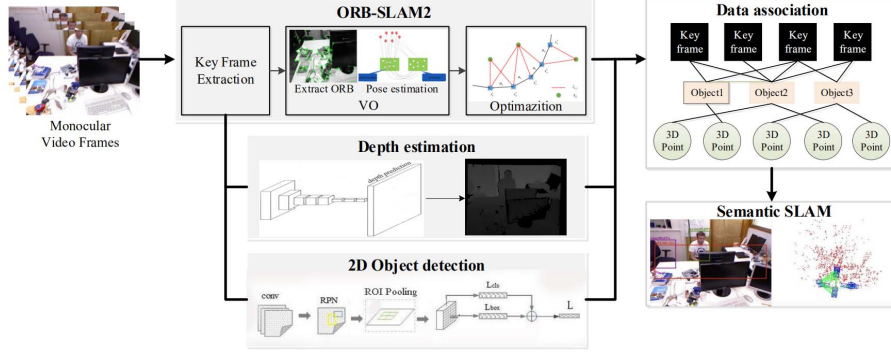 ORB-SLAM2
Key Frame
Extraction
Extract ORB
Pose estimation
VO
Optimazition
Monocular
Video Frames
Depth estimation
depth prediction
2D Object detection
conv
RPN
ROI Pooling
Lcls
Lbox
L
Data association
Key
frame
Key
frame
Key
frame
Key
frame
Object1
Object2
Object3
3D
Point
3D
Point
3D
Point
3D
Point
3D
Point
Semantic SLAM